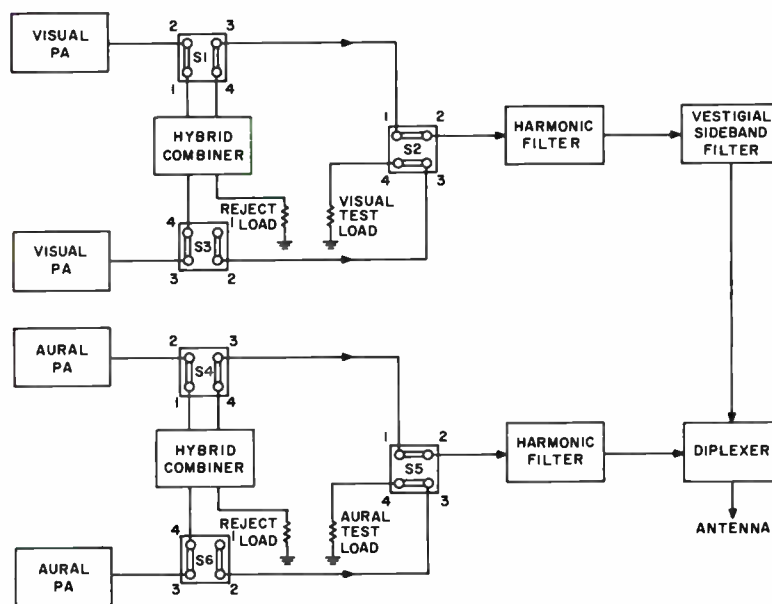 VISUAL
PA
2
3
S1
1
4
HYBRID
COMBINER
REJECT
LOAD
1
4
S3
3
2
VISUAL
PA
1
2
S2
4
3
VISUAL
TEST
LOAD
HARMONIC
FILTER
VESTIGIAL
SIDEBAND
FILTER
AURAL
PA
2
3
S4
1
4
HYBRID
COMBINER
REJECT
LOAD
1
4
S6
3
2
AURAL
PA
1
2
S5
4
3
AURAL
TEST
LOAD
HARMONIC
FILTER
DIPLEXER
ANTENNA